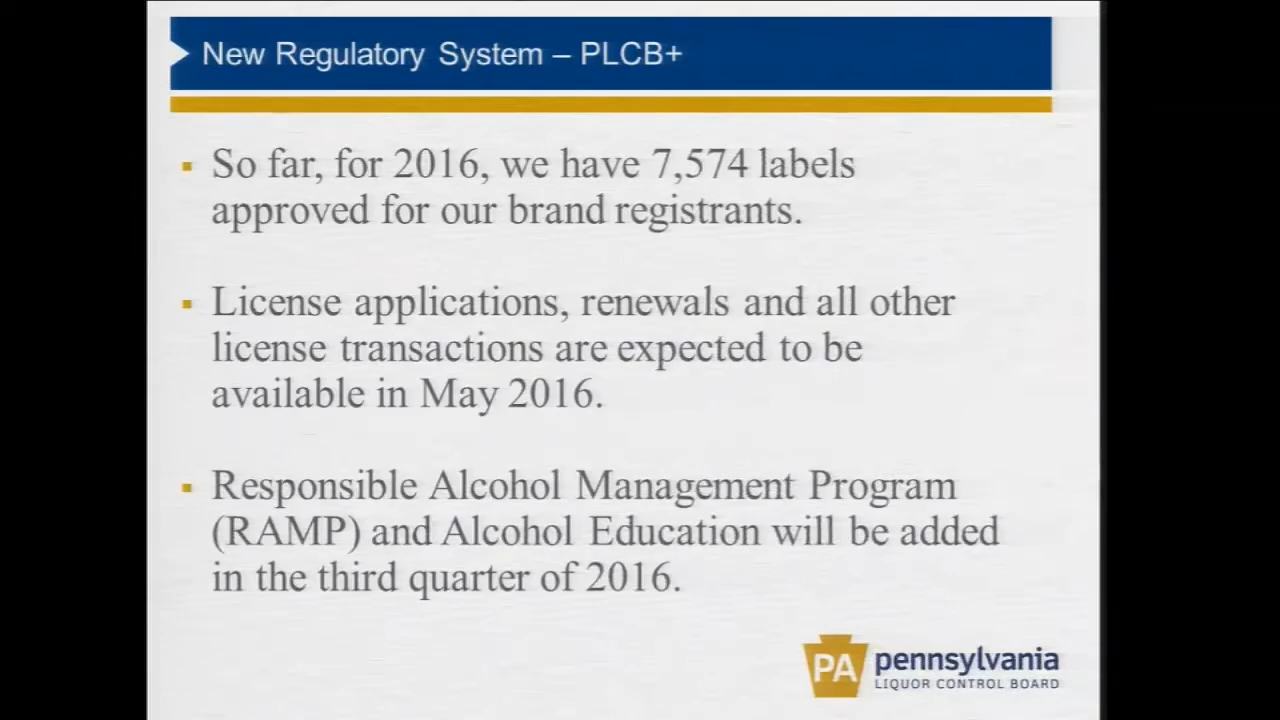 New Regulatory System – PLCB+
So far, for 2016, we have 7,574 labels
approved for our brand registrants.
License applications, renewals and all other
license transactions are expected to be
available in May 2016.
Responsible Alcohol Management Program
(RAMP) and Alcohol Education will be added
in the third quarter of 2016.
PA pennsylvania
LIQUOR CONTROL BOARD